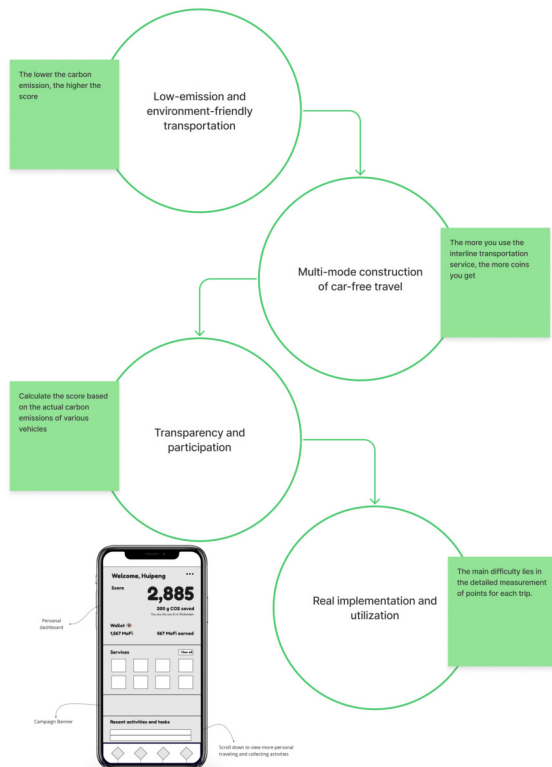 The lower the carbon
emission, the higher the
score
Low-emission and
environment-friendly
transportation
Multi-mode construction
of car-free travel
The more you use the
interline transportation
service, the more coins
you get
Calculate the score based
on the actual carbon
emissions of various
vehicles
Transparency and
participation
Real implementation and
utilization
The main difficulty lies in
the detailed measurement
of points for each trip.
Personal
dashboard
Campaign Banner
Welcome, Huipeng
Score
2,885
200 g CO2 saved
Wallet
1,567 MaFi
567 MaFi earned
Services
View all
Recent activities and tasks
Scroll down to view more personal
traveling and collecting activities